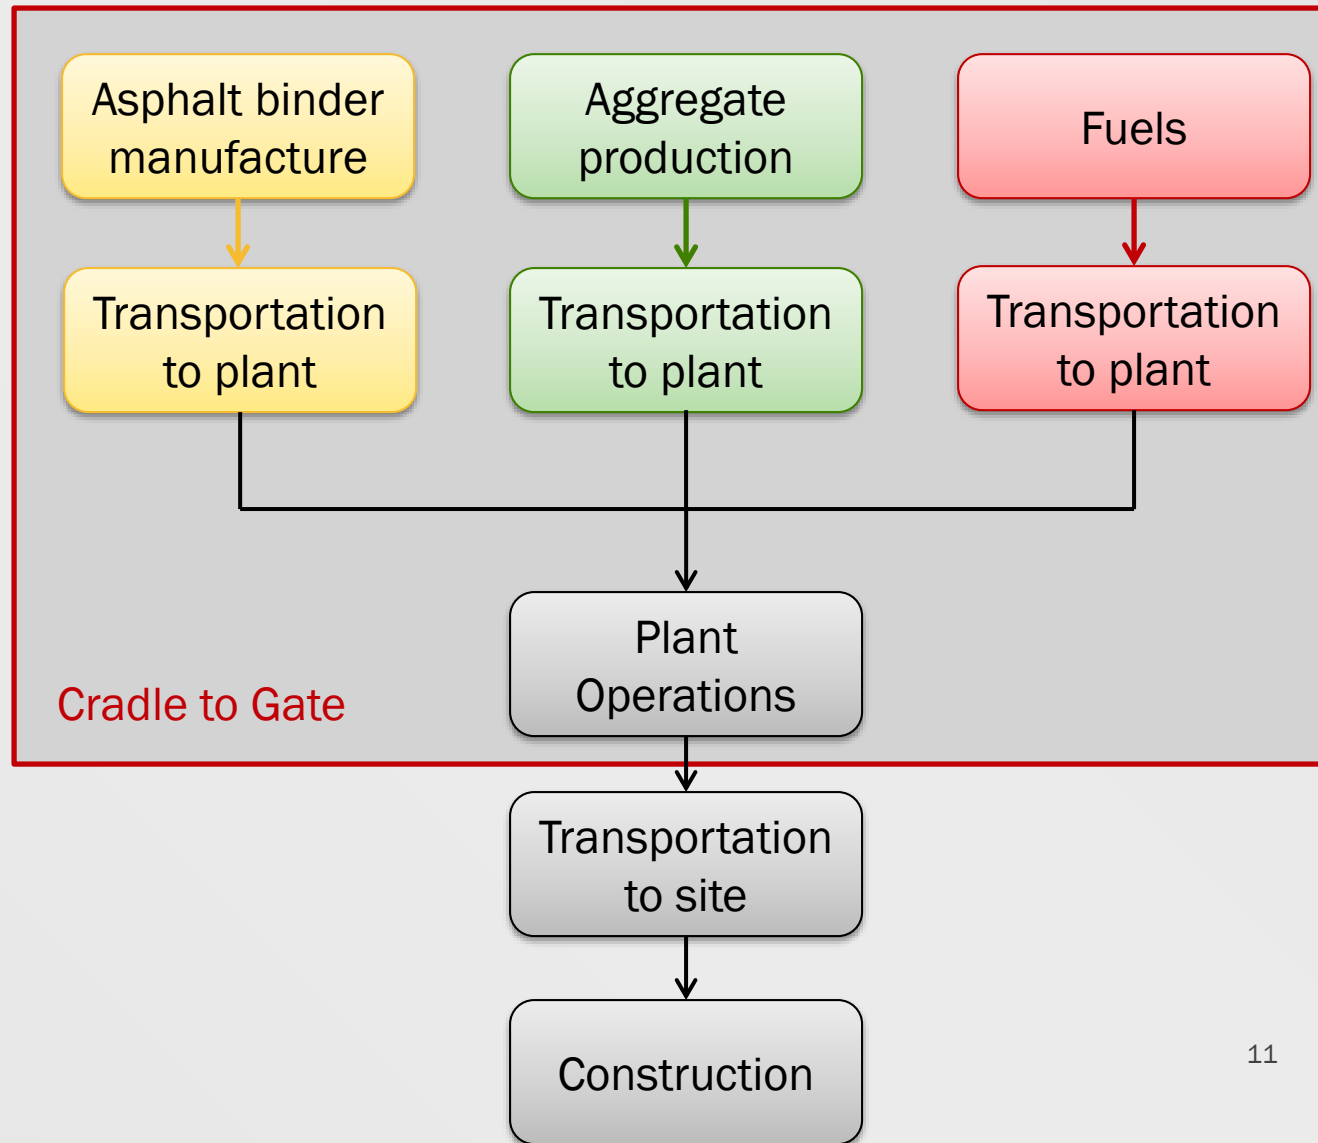 Asphalt binder
manufacture
Aggregate
production
Fuels
Transportation
to plant
Transportation
to plant
Transportation
to plant
Plant
Operations
Cradle to Gate
Transportation
to site
Construction
11